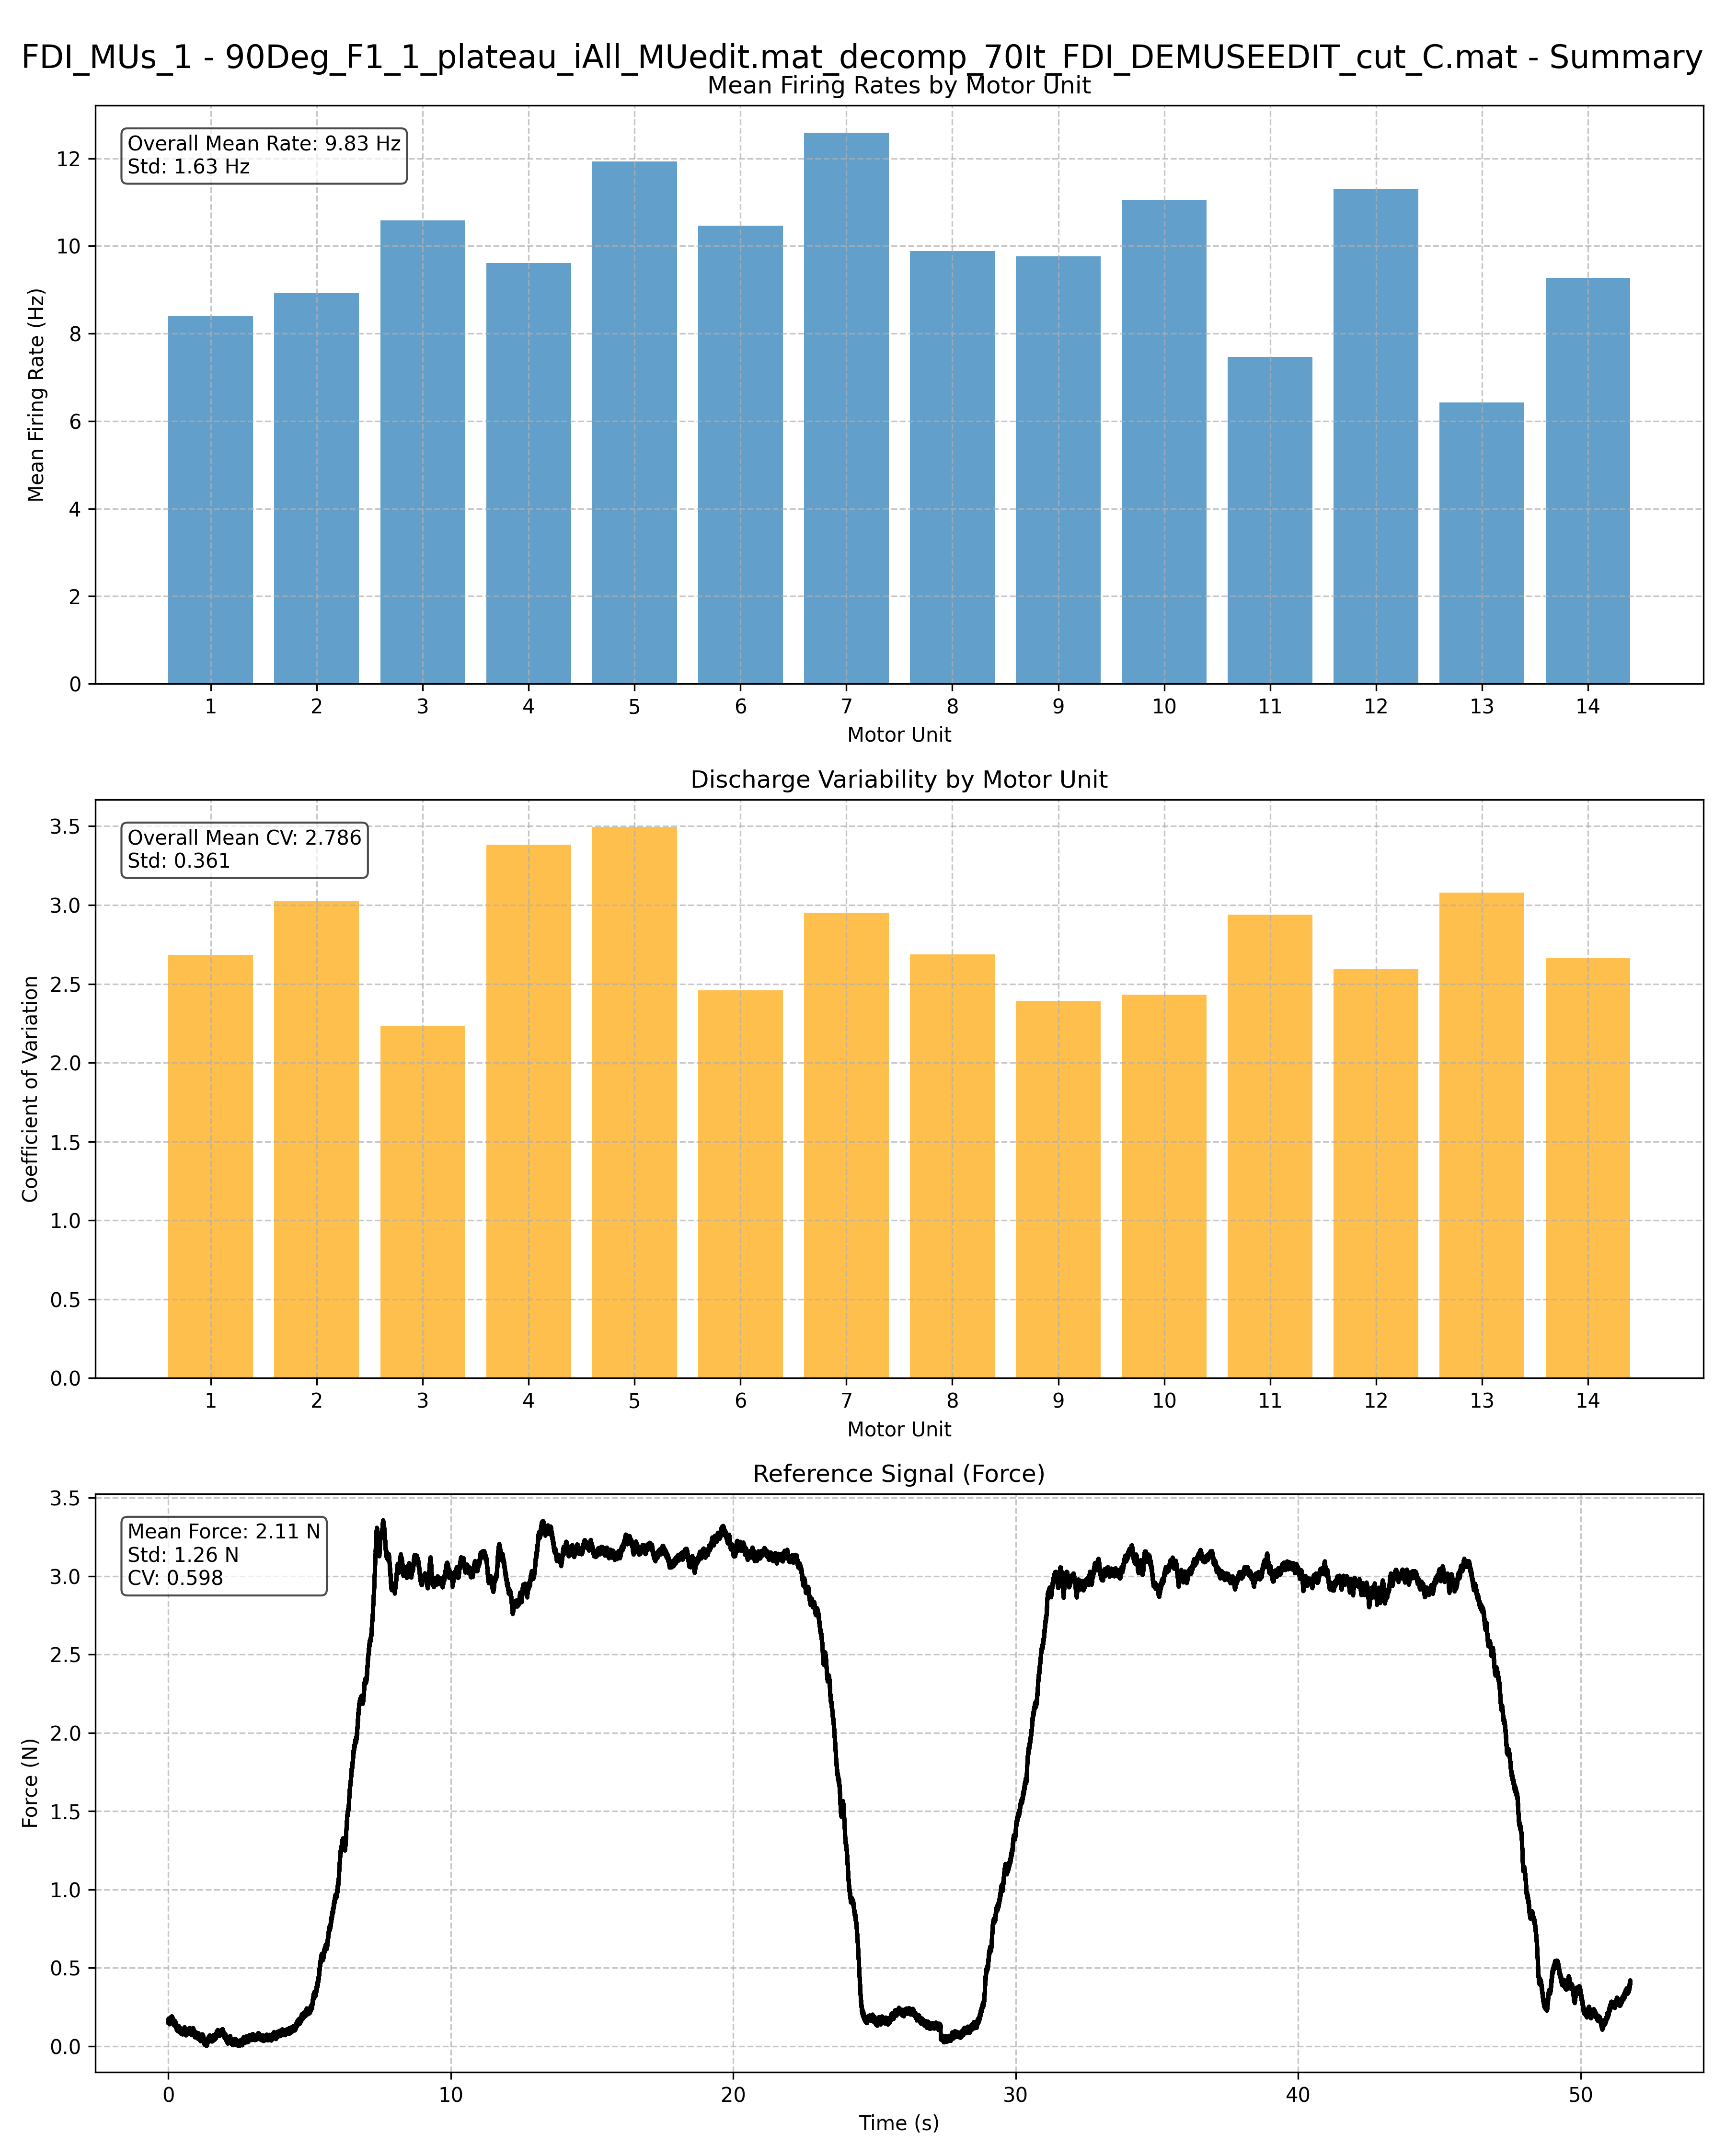 FDI_MUs_1 - 90Deg_F1_1_plateau_iAll_MUedit.mat_decomp_70It_FDI_DEMUSEEDIT_cut_C.mat - Summary
Mean Firing Rates by Motor Unit
Overall Mean Rate: 9.83 Hz
Std: 1.63 Hz
Mean Firing Rate (Hz)
12
10
8
6
4
2
0
1 2 3 4 5 6 7 8 9 10 11 12 13 14
Motor Unit
Discharge Variability by Motor Unit
Overall Mean CV: 2.786
Std: 0.361
Coefficient of Variation
3.5
3.0
2.5
2.0
1.5
1.0
0.5
0.0
1 2 3 4 5 6 7 8 9 10 11 12 13 14
Motor Unit
Reference Signal (Force)
Mean Force: 2.11 N
Std: 1.26 N
CV: 0.598
Force (N)
3.5
3.0
2.5
2.0
1.5
1.0
0.5
0.0
0 10 20 30 40 50
Time (s)